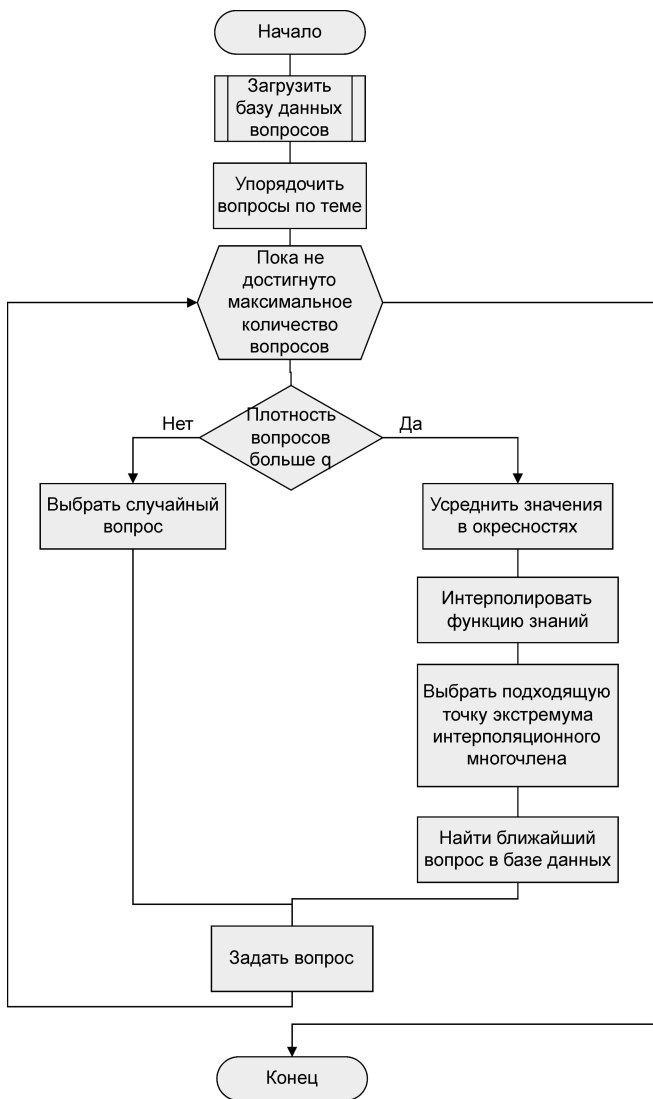 Начало
Загрузить
базу данных
вопросов
Упорядочить
вопросы по теме
Пока не
достигнуто
максимальное
количество
вопросов
Плотность
вопросов
больше q
Нет
Да
Выбрать случайный
вопрос
Усреднить значения
в окресностях
Интерполировать
функцию знаний
Выбрать подходящую
точку экстремума
интерполяционного
многочлена
Найти ближайший
вопрос в базе данных
Задать вопрос
Конец